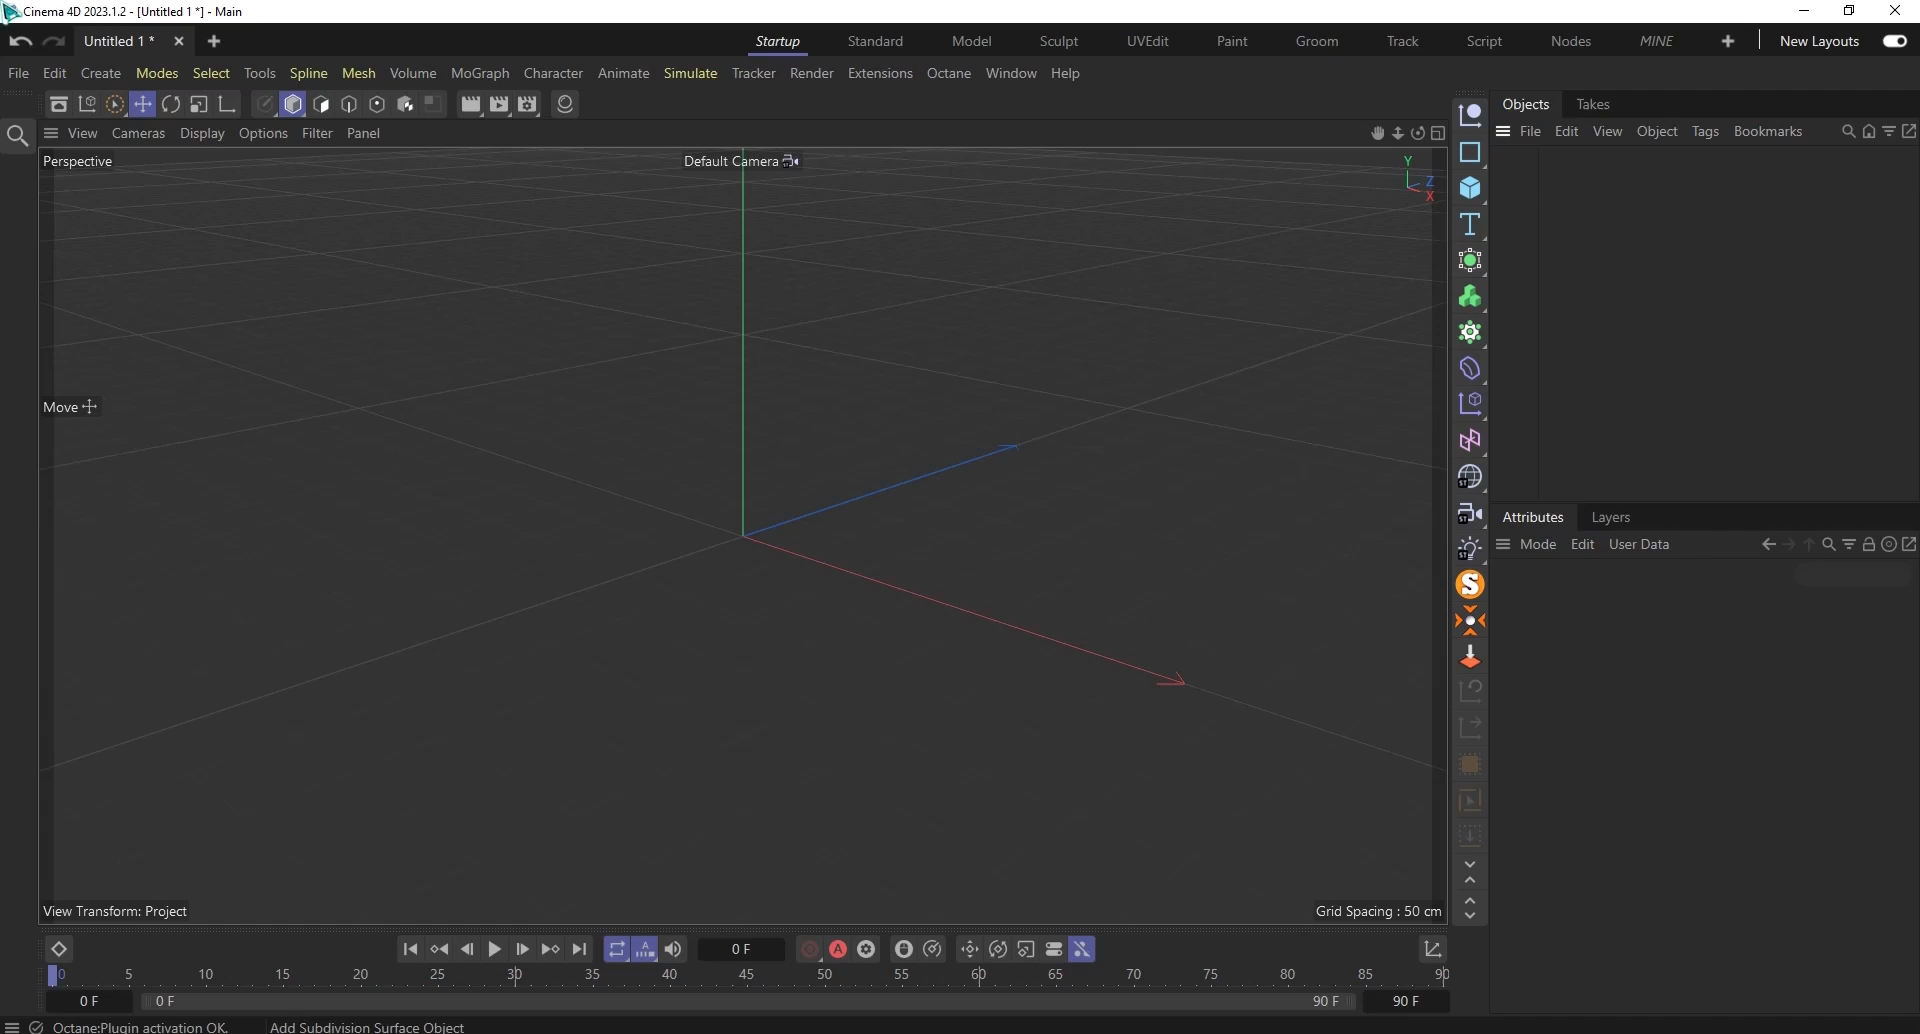 Cinema 4D 2023.1.2 - [Untitled 1 *] - Main
Untitled 1 *
Startup Standard Model Sculpt UVEdit Paint Groom Track Script Nodes MINE New Layouts
File Edit Create Modes Select Tools Spline Mesh Volume MoGraph Character Animate Simulate Tracker Render Extensions Octane Window Help
Objects Takes
File Edit View Object Tags Bookmarks
View Cameras Display Options Filter Panel
Perspective
Default Camera
Y
Z
X
Move
Attributes Layers
Mode Edit User Data
View Transform: Project
Grid Spacing : 50 cm
0 F
0 5 10 15 20 25 30 35 40 45 50 55 60 65 70 75 80 85 90
0 F 0 F 90 F 90 F
Octane:Plugin activation OK. Add Subdivision Surface Object